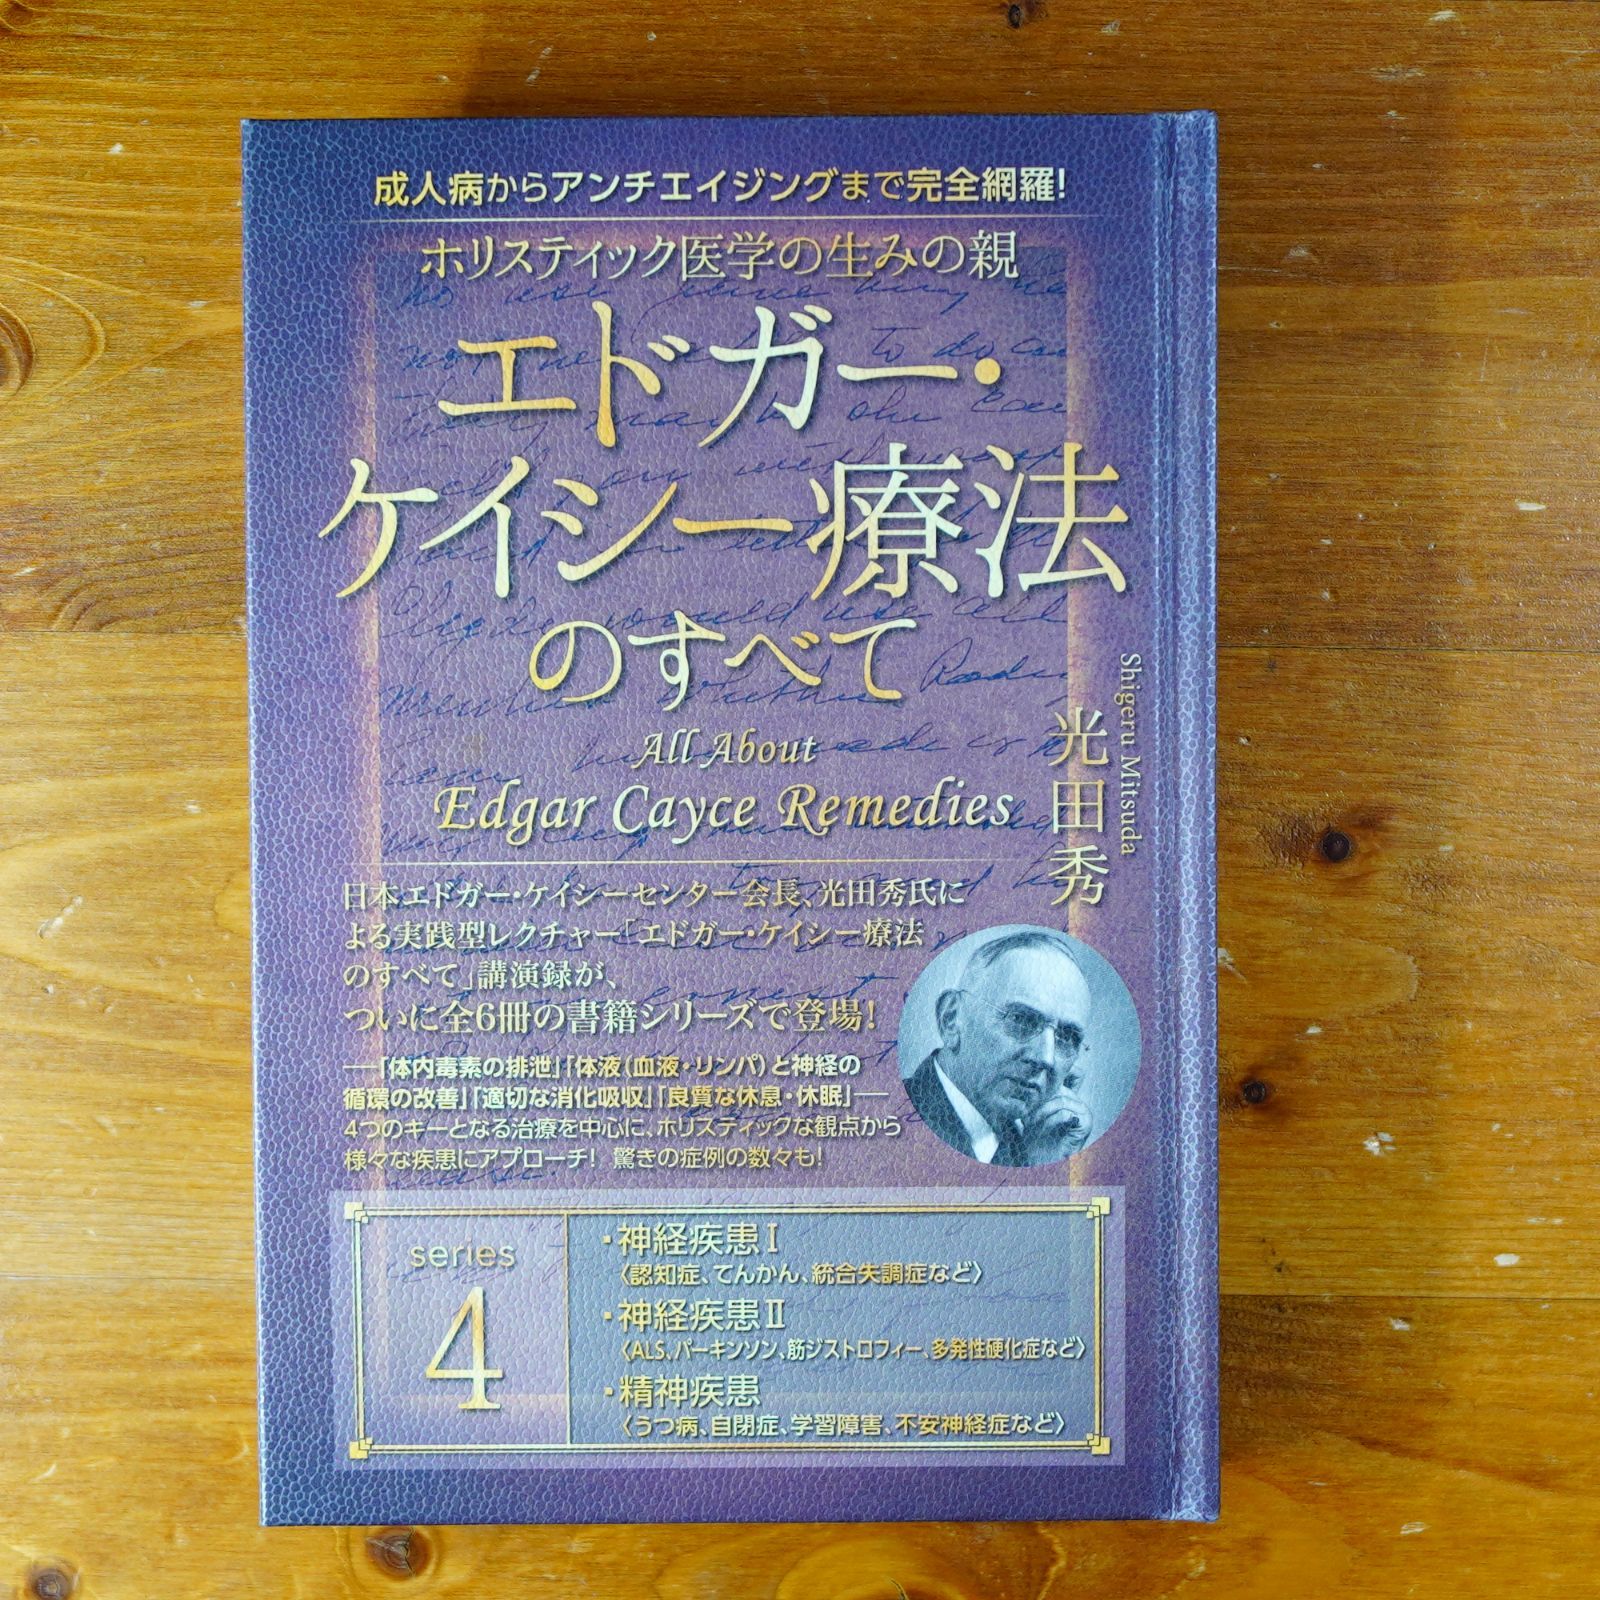 成人病からアンチエイジングまで完全網羅!
ホリスティック医学の生みの親
エドガー・
ケイシー療法
のすべて
All About
Edgar Cayce Remedies
光田秀
Shigeru Mitsuda
日本エドガー・ケイシーセンター会長、光田秀氏に
よる実践型レクチャー「エドガー・ケイシー療法
のすべて」講演録が、
ついに全6冊の書籍シリーズで登場!
──「体内毒素の排泄」「体液(血液・リンパ)と神経の
循環の改善」「適切な消化吸収」「良質な休息・休眠」──
4つのキーとなる治療を中心に、ホリスティックな観点から
様々な疾患にアプローチ! 驚きの症例の数々も!
series
4
・神経疾患Ⅰ
〈認知症、てんかん、統合失調症など〉
・神経疾患Ⅱ
〈ALS、パーキンソン、筋ジストロフィー、多発性硬化症など〉
・精神疾患
〈うつ病、自閉症、学習障害、不安神経症など〉